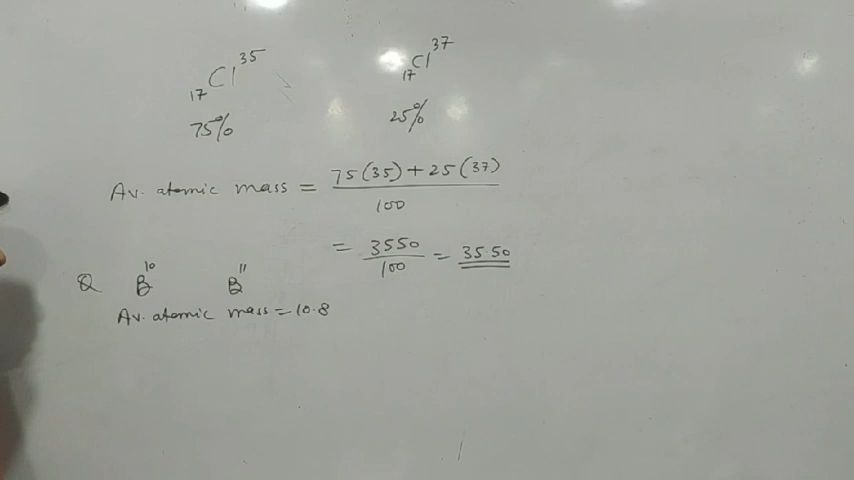 ₁₇Cl³⁵ ₁₇Cl³⁷
75% 25%
Av. atomic mass = 75(35)+25(37)
100
= 3550 = 35.50
100
Q B¹⁰ B¹¹
Av. atomic mass = 10.8